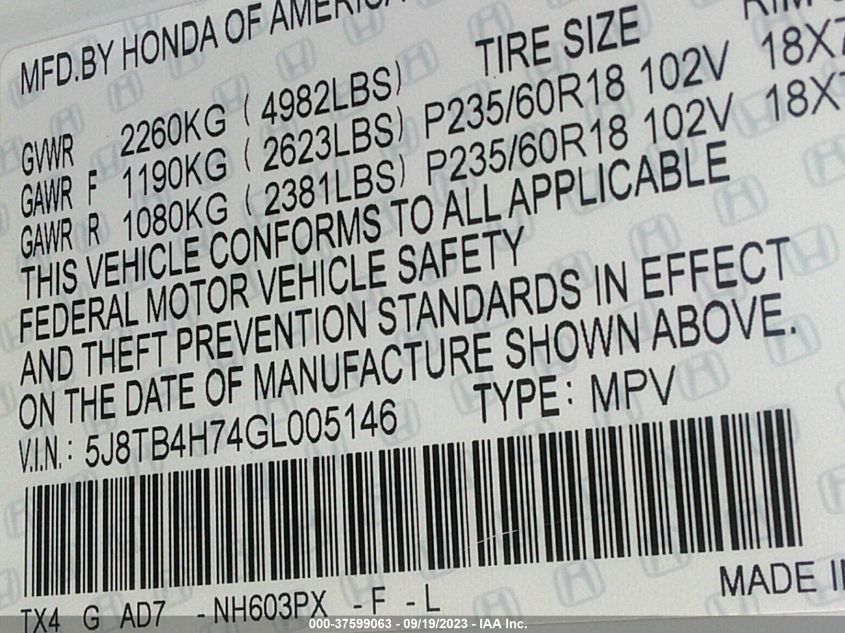 MFD.BY HONDA OF AMERICA
TIRE SIZE
GVWR 2260KG (4982LBS)
GAWR F 1190KG (2623LBS) P235/60R18 102V 18X7
GAWR R 1080KG (2381LBS) P235/60R18 102V 18X7
THIS VEHICLE CONFORMS TO ALL APPLICABLE
FEDERAL MOTOR VEHICLE SAFETY
AND THEFT PREVENTION STANDARDS IN EFFECT
ON THE DATE OF MANUFACTURE SHOWN ABOVE.
V.I.N.: 5J8TB4H74GL005146 TYPE: MPV
TX4 G AD7 -NH603PX -F -L
MADE IN
000-37599063 - 09/19/2023 - IAA Inc.